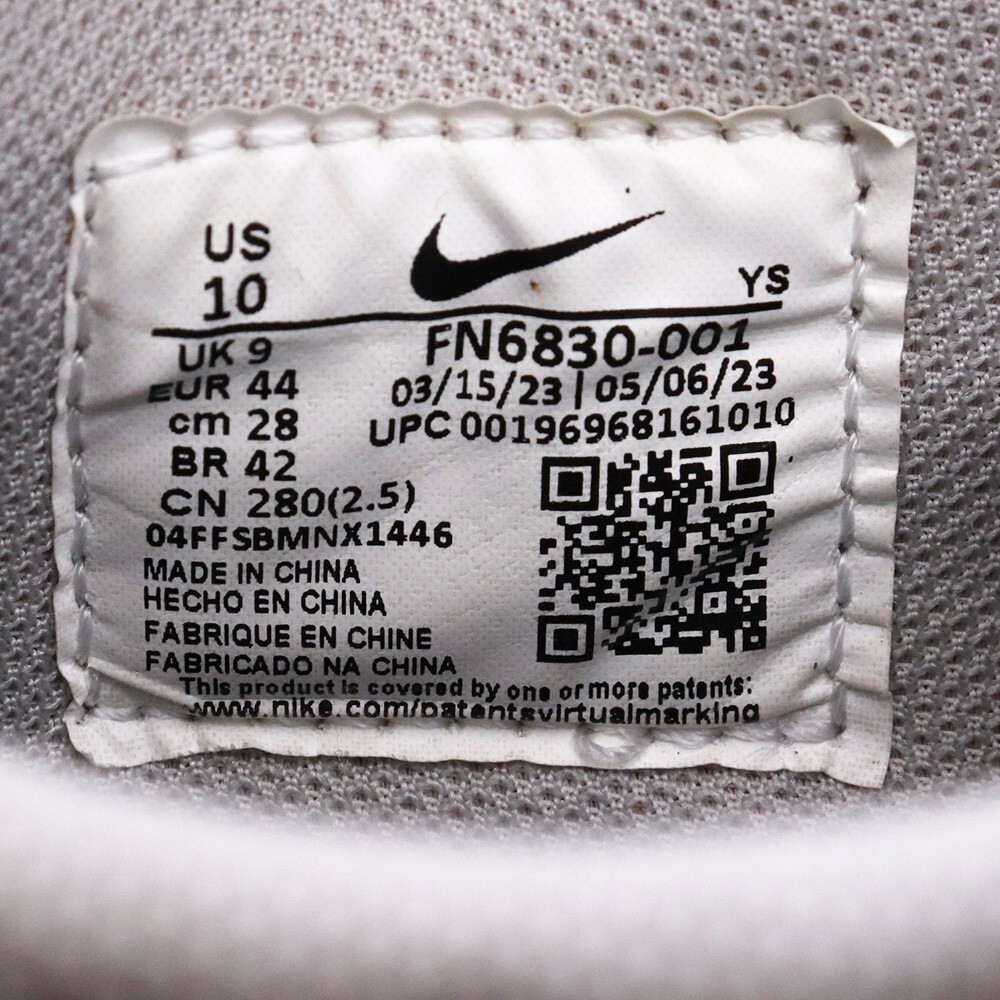 US
10
YS
UK 9
FN6830-001
EUR 44
03/15/23 | 05/06/23
cm 28
UPC 00196968161010
BR 42
CN 280(2.5)
04FFSBMNX1446
MADE IN CHINA
HECHO EN CHINA
FABRIQUE EN CHINE
FABRICADO NA CHINA
This product is covered by one or more patents:
www.nike.com/patentsvirtualmarking